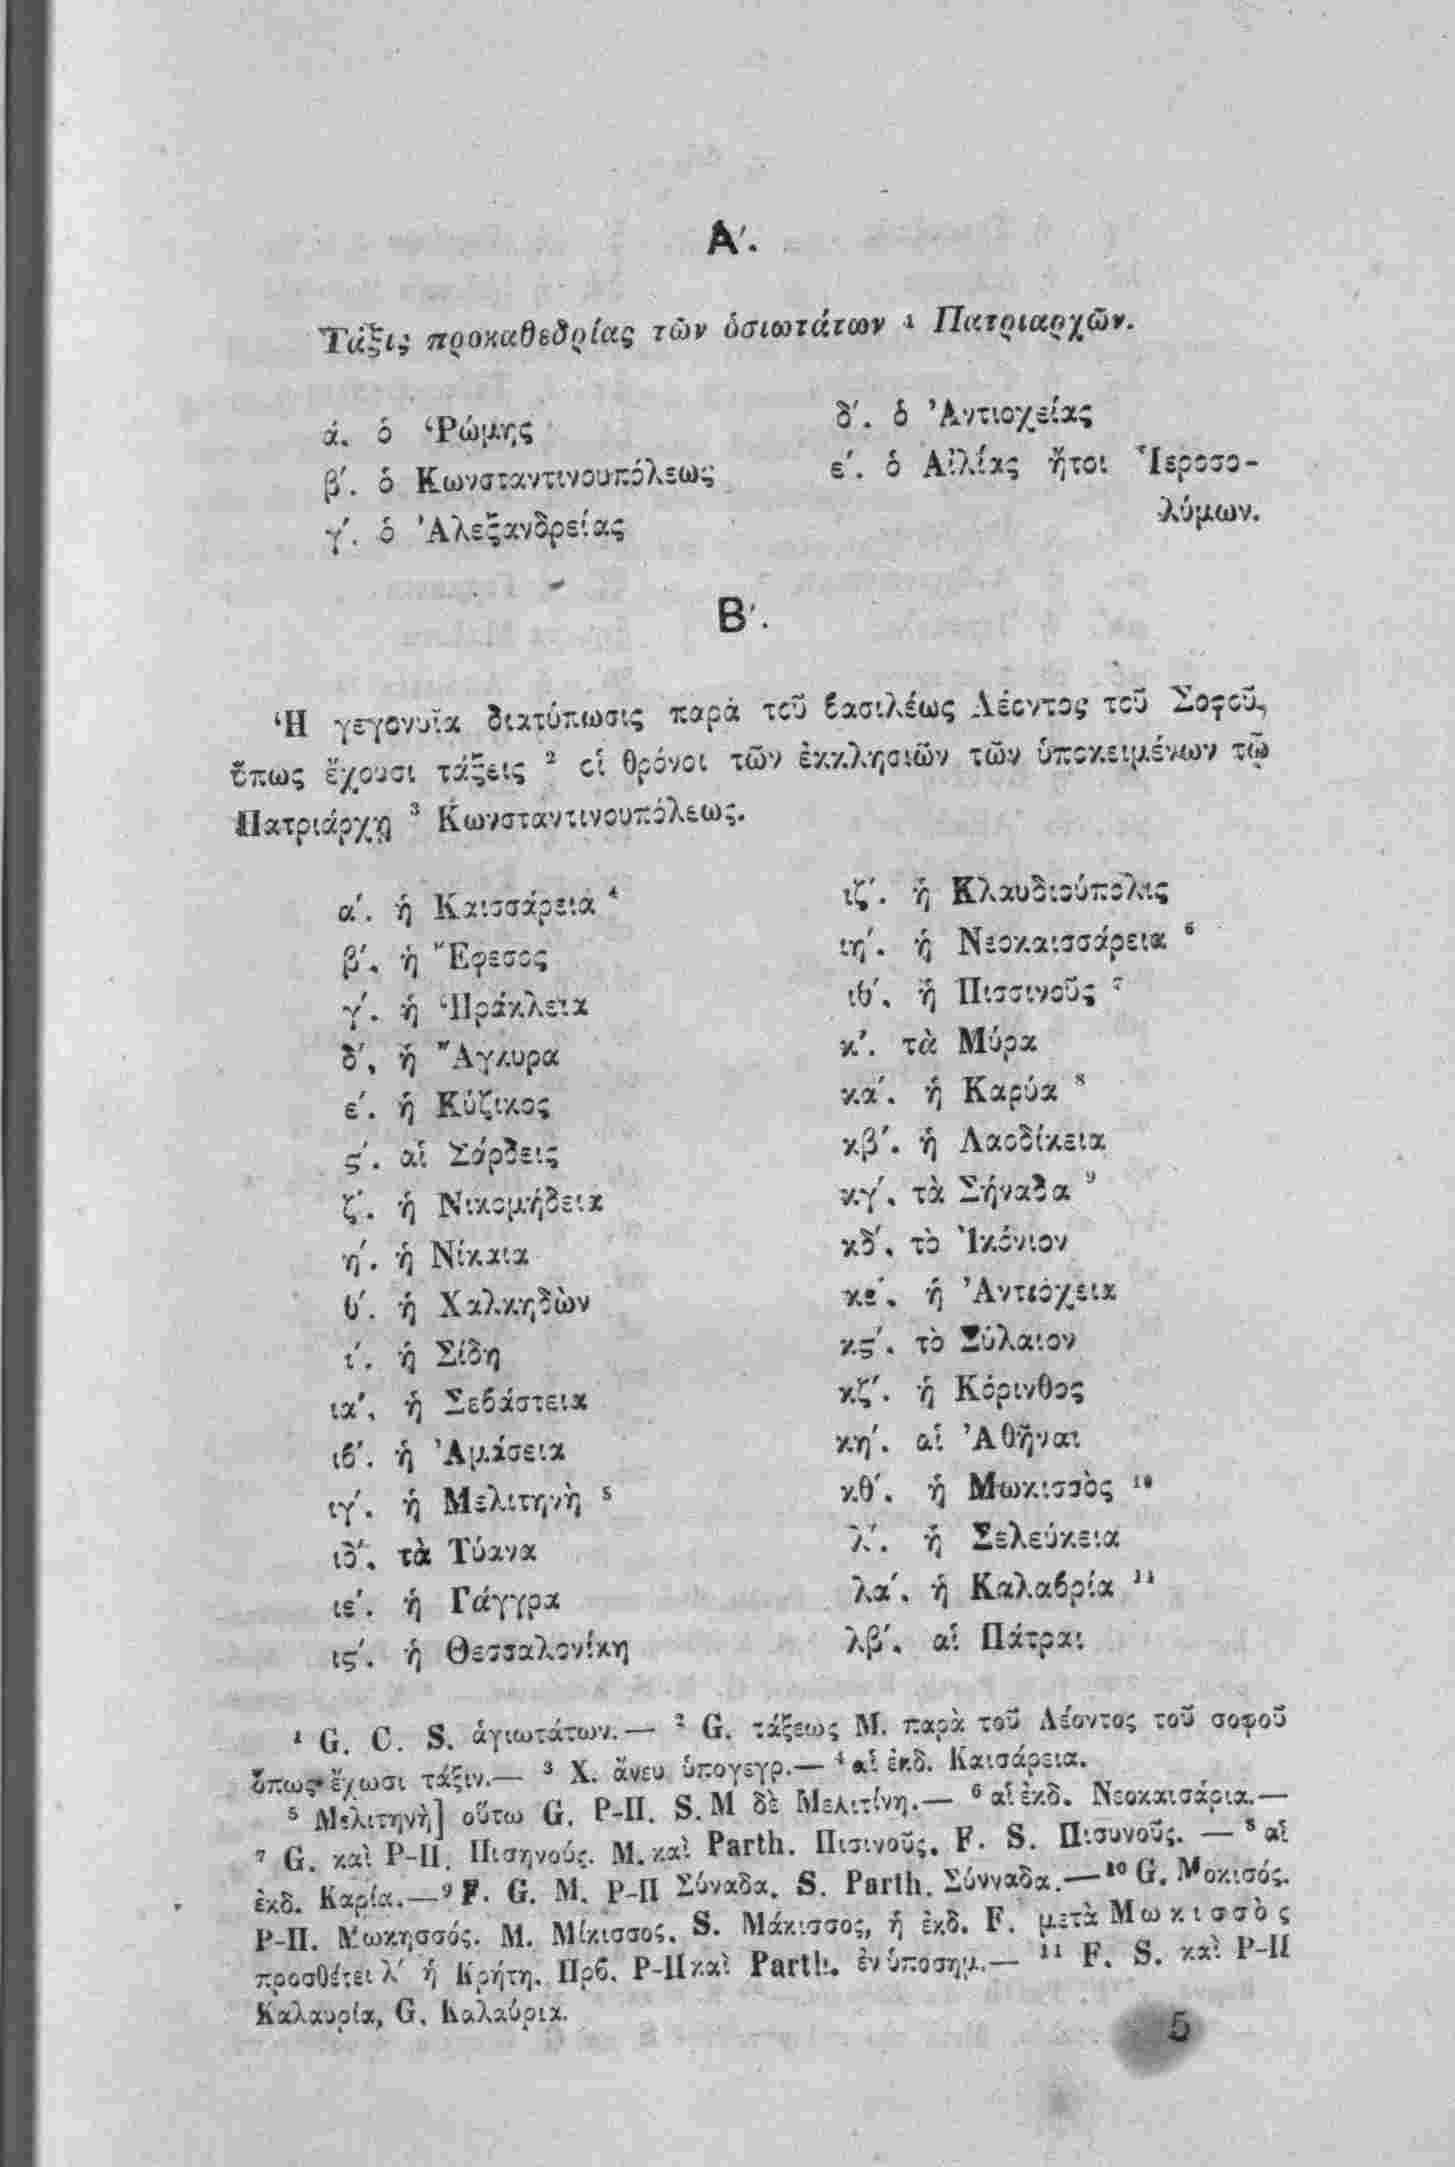 Α′.
Τάξις προκαθεδρίας τῶν ὁσιωτάτων ¹ Πατριαρχῶν.
ά. ὁ Ῥώμης
β′. ὁ Κωνσταντινουπόλεως
γ′. ὁ Ἀλεξανδρείας
δ′. ὁ Ἀντιοχείας
ε′. ὁ Αἰλίας ἤτοι Ἱεροσο-
λύμων.
Β′.
Ἡ γεγονυῖα διατύπωσις παρὰ τοῦ βασιλέως Λέοντος τοῦ Σοφοῦ,
ὅπως ἔχουσι τάξεις ² οἱ θρόνοι τῶν ἐκκλησιῶν τῶν ὑποκειμένων τῷ
Πατριάρχῃ ³ Κωνσταντινουπόλεως.
α′. ἡ Καισσάρεια ⁴
β′. ἡ Ἔφεσος
γ′. ἡ Ἡράκλεια
δ′. ἡ Ἄγκυρα
ε′. ἡ Κύζικος
ς′. αἱ Σάρδεις
ζ′. ἡ Νικομήδεια
η′. ἡ Νίκαια
θ′. ἡ Χαλκηδὼν
ι′. ἡ Σίδη
ια′. ἡ Σεβάστεια
ιβ′. ἡ Ἀμάσεια
ιγ′. ἡ Μελιτηνὴ ⁵
ιδ′. τὰ Τύανα
ιε′. ἡ Γάγγρα
ις′. ἡ Θεσσαλονίκη
ιζ′. ἡ Κλαυδιούπολις
ιη′. ἡ Νεοκαισσάρεια ⁶
ιθ′. ἡ Πισσινοῦς ⁷
κ′. τὰ Μύρα
κα′. ἡ Καρύα ⁸
κβ′. ἡ Λαοδίκεια
κγ′. τὰ Σήναδα ⁹
κδ′. τὸ Ἰκόνιον
κε′. ἡ Ἀντιόχεια
κς′. τὸ Σύλαιον
κζ′. ἡ Κόρινθος
κη′. αἱ Ἀθῆναι
κθ′. ἡ Μωκισσὸς ¹⁰
λ′. ἡ Σελεύκεια
λα′. ἡ Καλαβρία ¹¹
λβ′. αἱ Πάτραι
¹ G. C. S. ἁγιωτάτων.— ² G. τάξεως M. παρὰ τοῦ Λέοντος τοῦ σοφοῦ
ὅπως ἔχωσι τάξιν.— ³ X. ἄνευ ὑπογεγρ.— ⁴ αἱ ἐκδ. Καισάρεια.
⁵ Μελιτηνὴ] οὕτω G. P-Π. S. M δὲ Μελιτίνη.— ⁶ αἱ ἐκδ. Νεοκαισάρια.—
⁷ G. καὶ P-Π. Πισηνούς. M. καὶ Parth. Πισινοῦς. F. S. Πισυνοῦς. — ⁸ αἱ
ἐκδ. Καρία.— ⁹ F. G. M. P-Π Σύναδα. S. Parth. Σύνναδα.— ¹⁰ G. Μοκισός.
P-Π. Μωκησσός. M. Μίκισσος. S. Μάκισσος, ἡ ἐκδ. F. μετὰ Μωκισσὸς
προσθέτει λ′ ἡ Κρήτη. Πρβ. P-Π καὶ Parth. ἐν ὑποσημ.— ¹¹ F. S. καὶ P-Π
Καλαυρία, G. Καλαύρια.
5